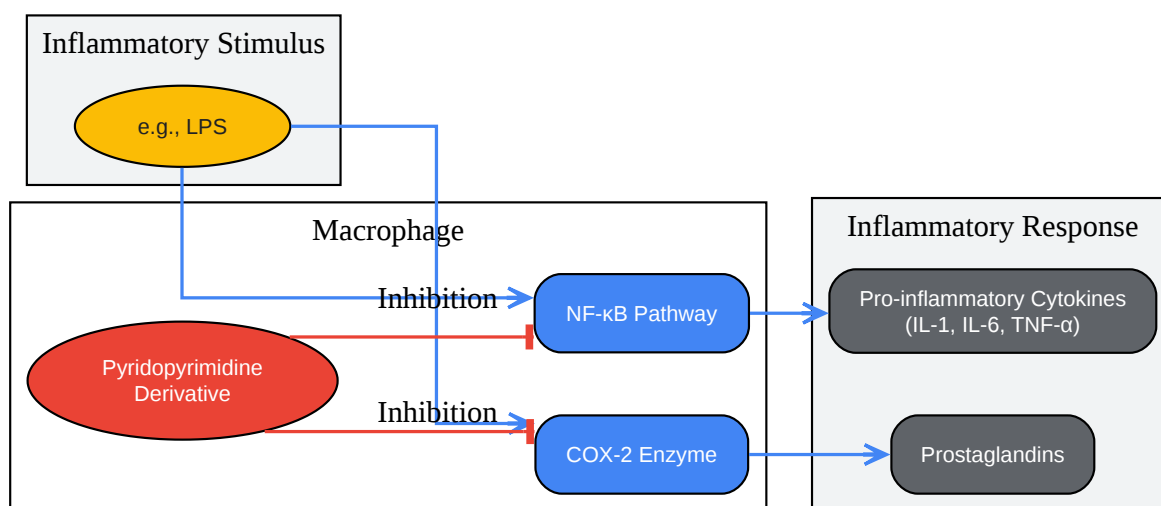 Inflammatory Stimulus
e.g., LPS
Macrophage
Inflammatory Response
Inhibition
NF-κB Pathway
Pro-inflammatory Cytokines
(IL-1, IL-6, TNF-α)
Pyridopyrimidine
Derivative
Inhibition
COX-2 Enzyme
Prostaglandins